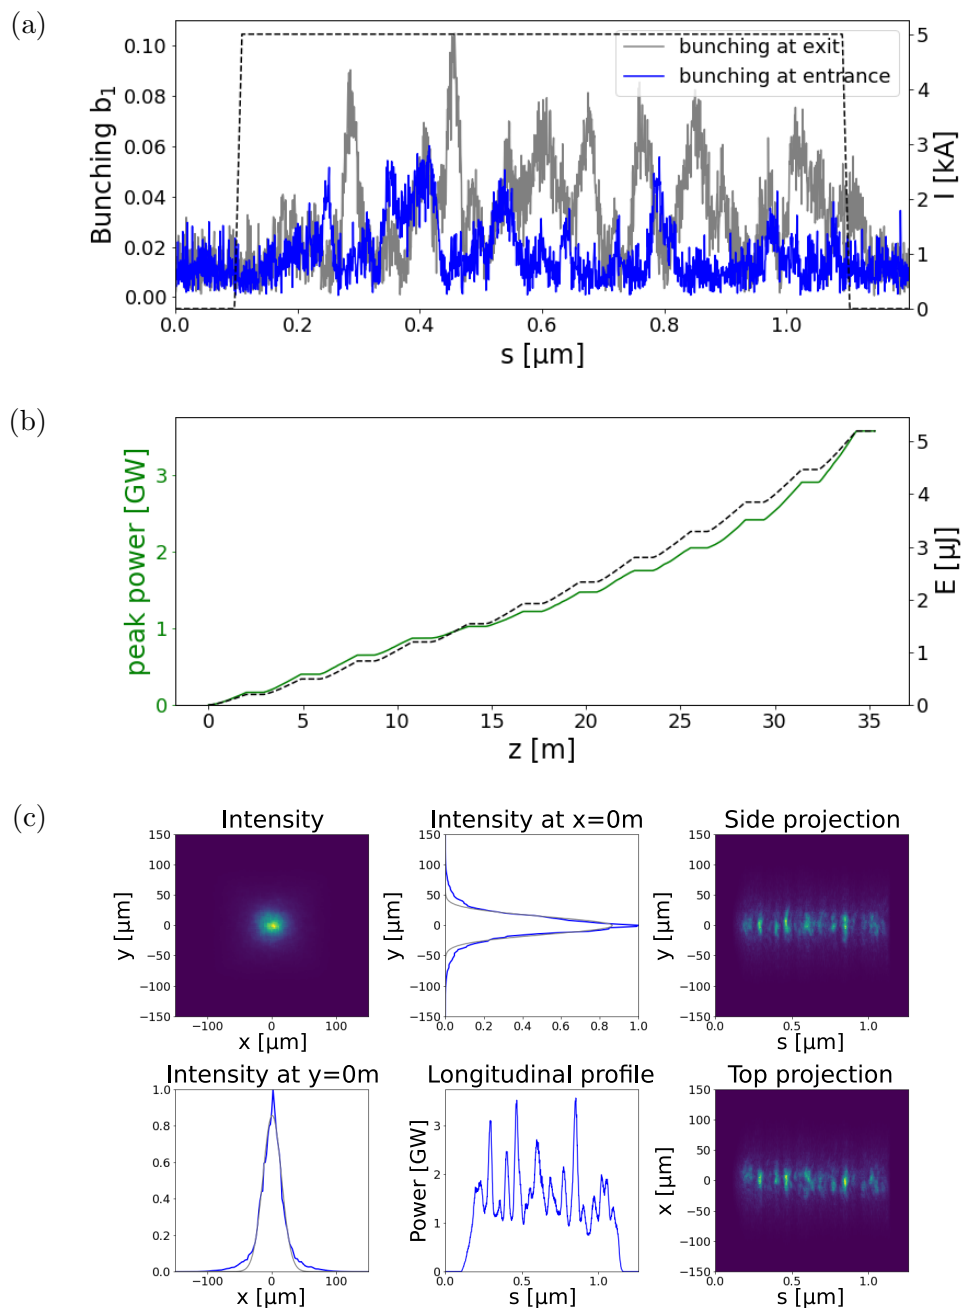 (a)
bunching at exit
bunching at entrance
Bunching b1
0.10
0.08
0.06
0.04
0.02
0.00
5
4
3
2
1
0
I [kA]
0.0 0.2 0.4 0.6 0.8 1.0
s [µm]
(b)
peak power [GW]
3
2
1
0
5
4
3
2
1
0
E [µJ]
0 5 10 15 20 25 30 35
z [m]
(c)
Intensity
y [µm]
150
100
50
0
−50
−100
−150
−100 0 100
x [µm]
Intensity at x=0m
y [µm]
150
100
50
0
−50
−100
−150
0.0 0.2 0.4 0.6 0.8 1.0
Side projection
y [µm]
150
100
50
0
−50
−100
−150
0.0 0.5 1.0
s [µm]
Intensity at y=0m
1.0
0.8
0.6
0.4
0.2
0.0
−100 0 100
x [µm]
Longitudinal profile
Power [GW]
3
2
1
0
0.0 0.5 1.0
s [µm]
Top projection
x [µm]
150
100
50
0
−50
−100
−150
0.0 0.5 1.0
s [µm]